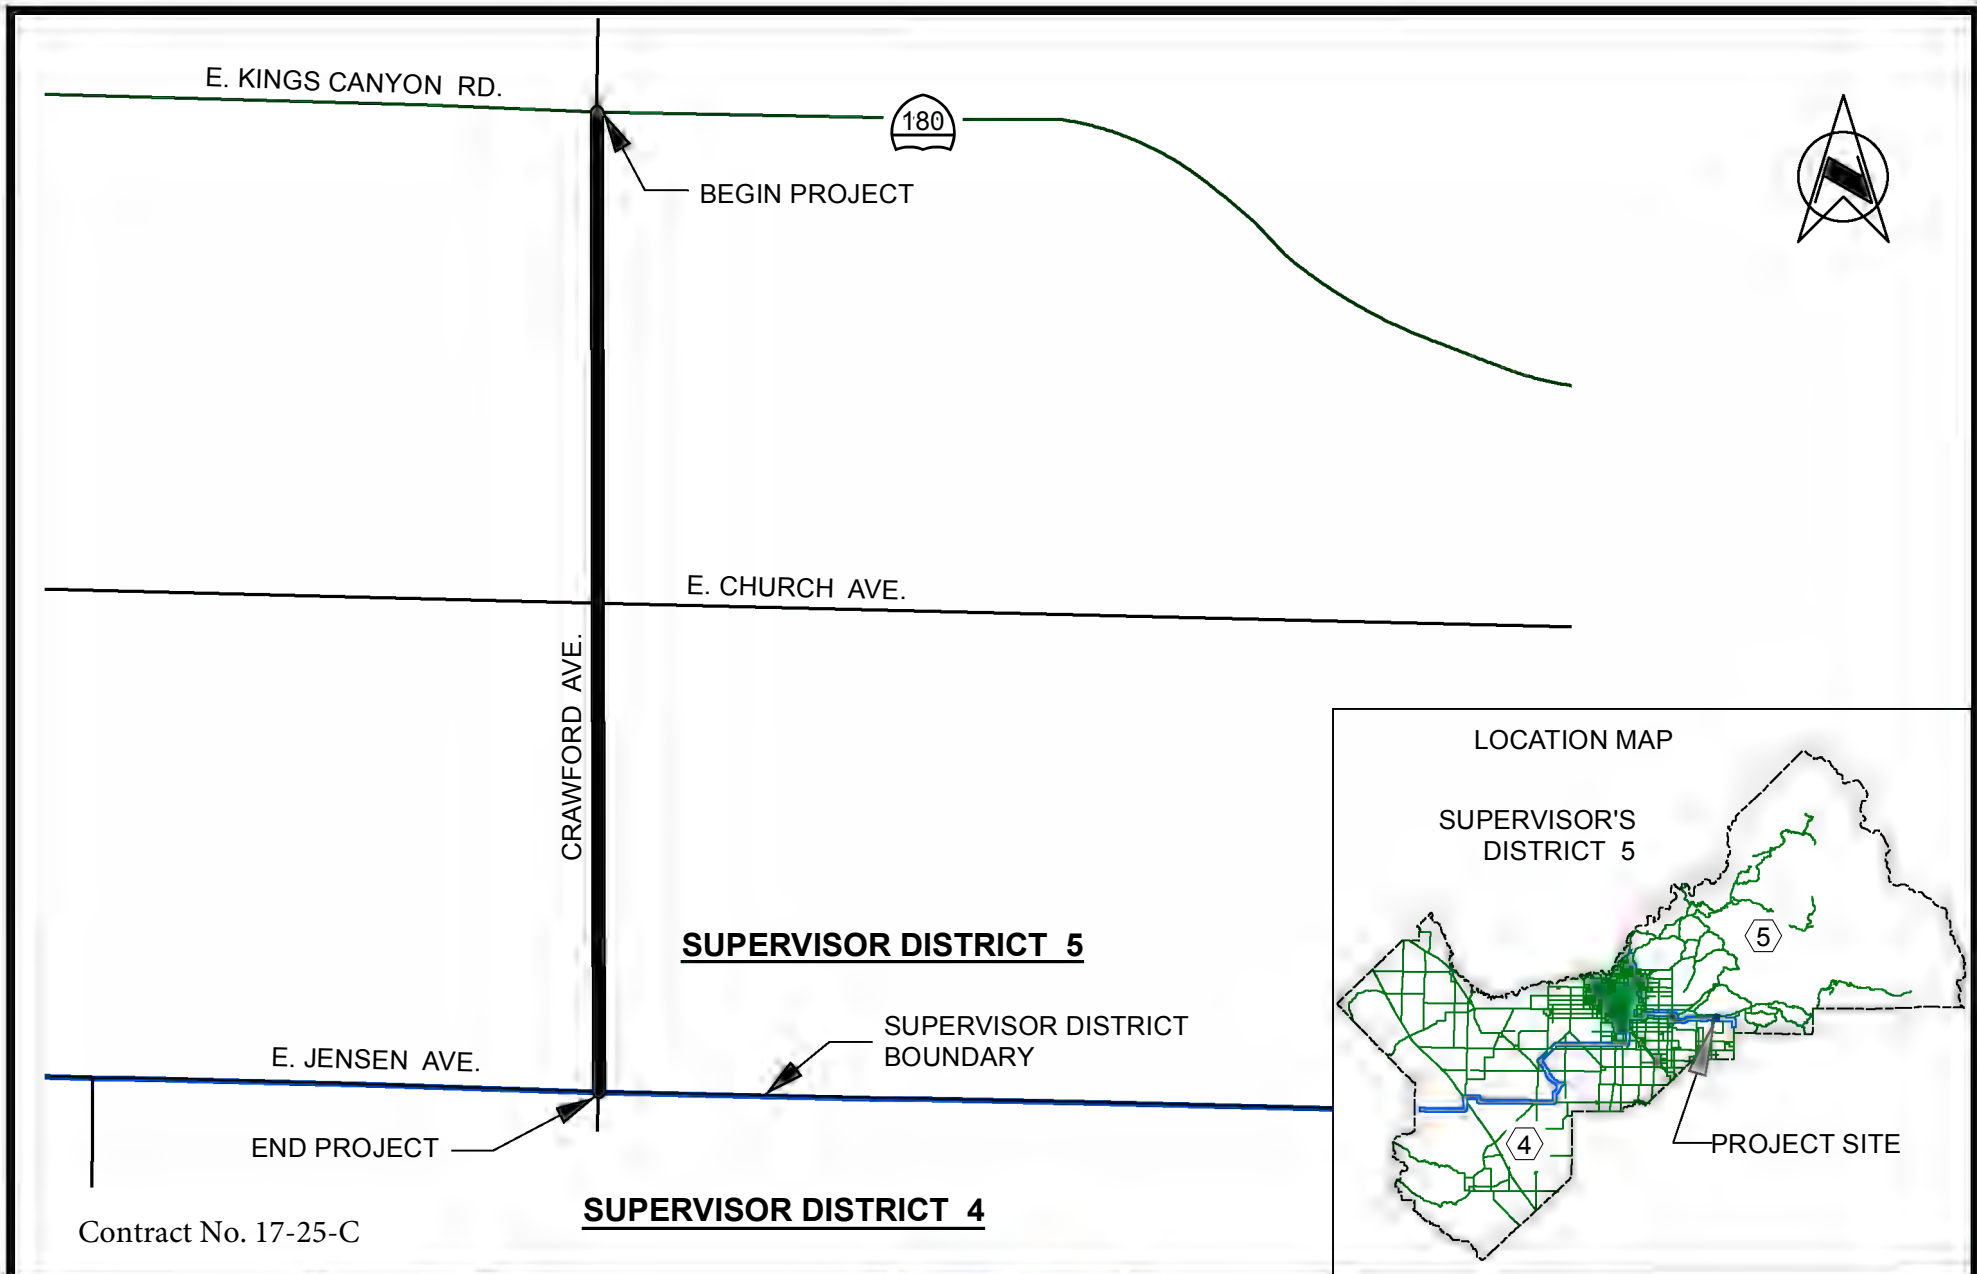 E. KINGS CANYON RD.
180
BEGIN PROJECT
E. CHURCH AVE.
CRAWFORD AVE.
LOCATION MAP
SUPERVISOR'S
DISTRICT 5
5
SUPERVISOR DISTRICT 5
SUPERVISOR DISTRICT
BOUNDARY
E. JENSEN AVE.
END PROJECT
4
PROJECT SITE
SUPERVISOR DISTRICT 4
Contract No. 17-25-C